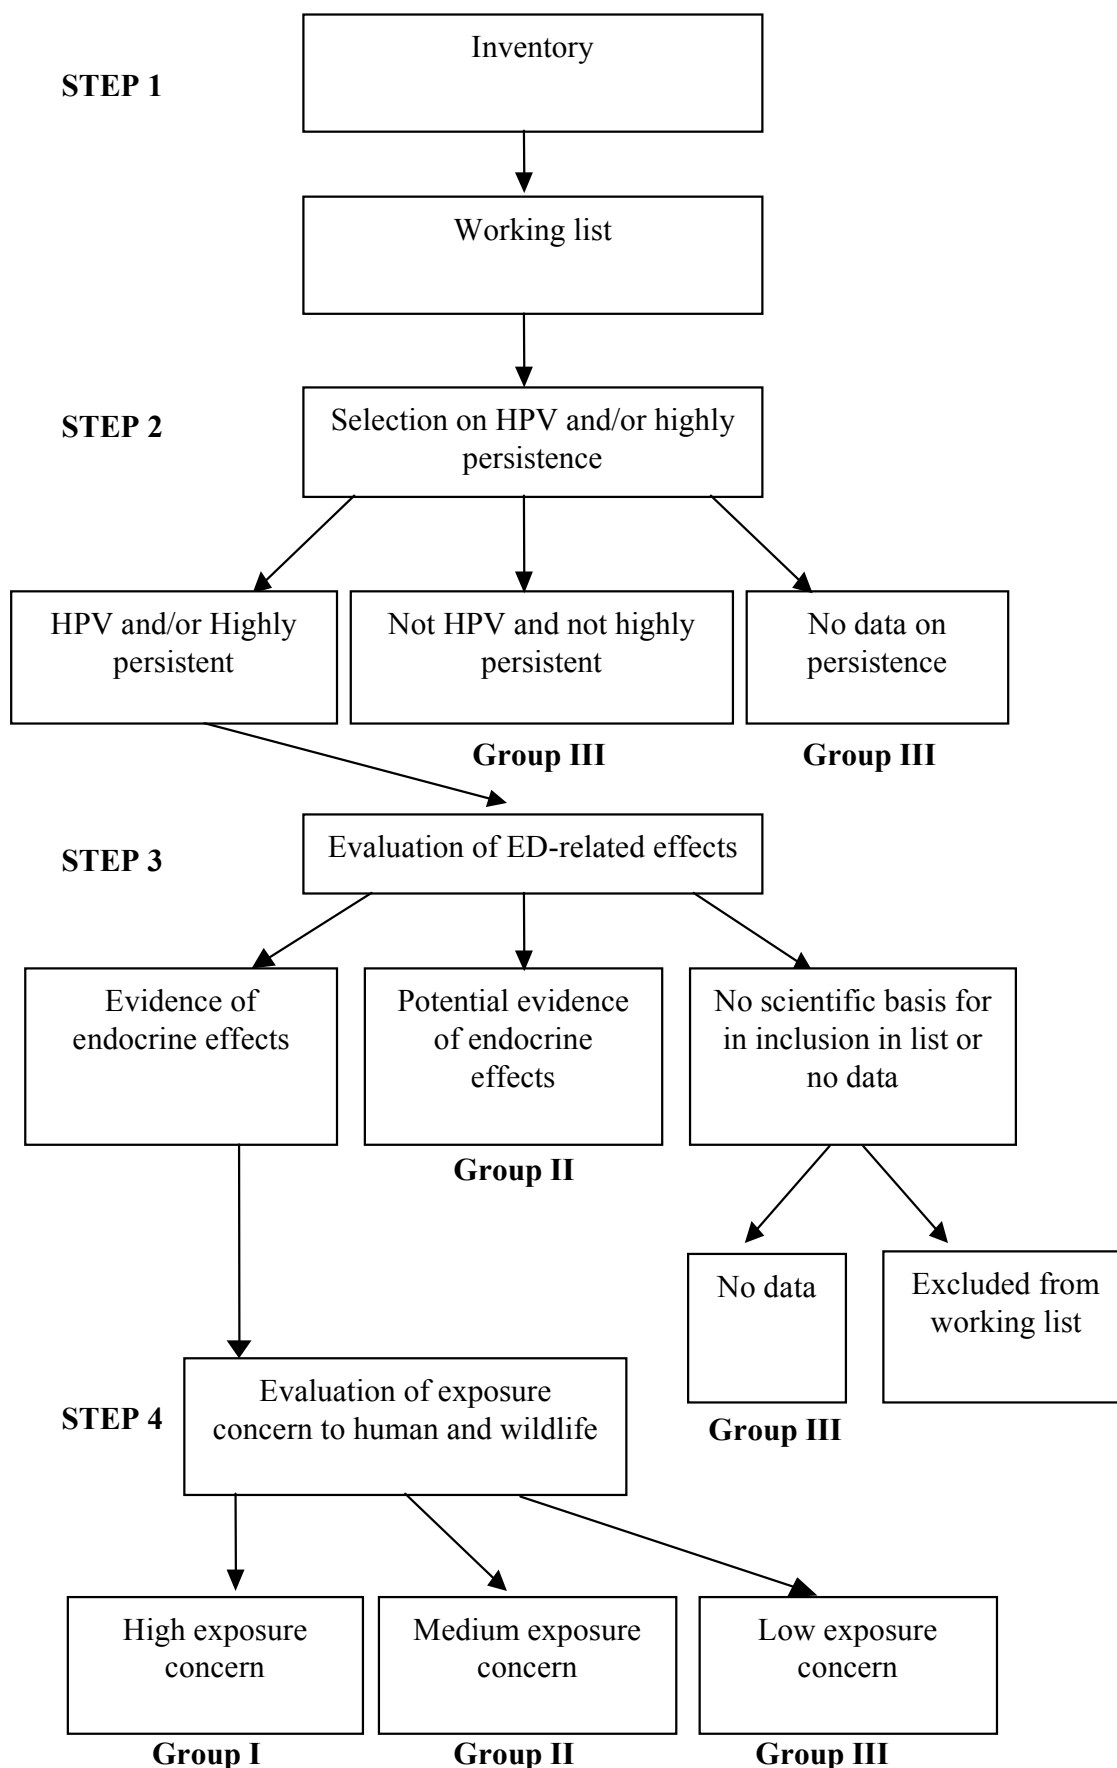 Inventory
STEP 1
Working list
STEP 2
Selection on HPV and/or highly
persistence
HPV and/or Highly
persistent
Not HPV and not highly
persistent
No data on
persistence
Group III
Group III
STEP 3
Evaluation of ED-related effects
Evidence of
endocrine effects
Potential evidence
of endocrine
effects
No scientific basis for
in inclusion in list or
no data
Group II
No data
Excluded from
working list
Group III
STEP 4
Evaluation of exposure
concern to human and wildlife
High exposure
concern
Medium exposure
concern
Low exposure
concern
Group I
Group II
Group III